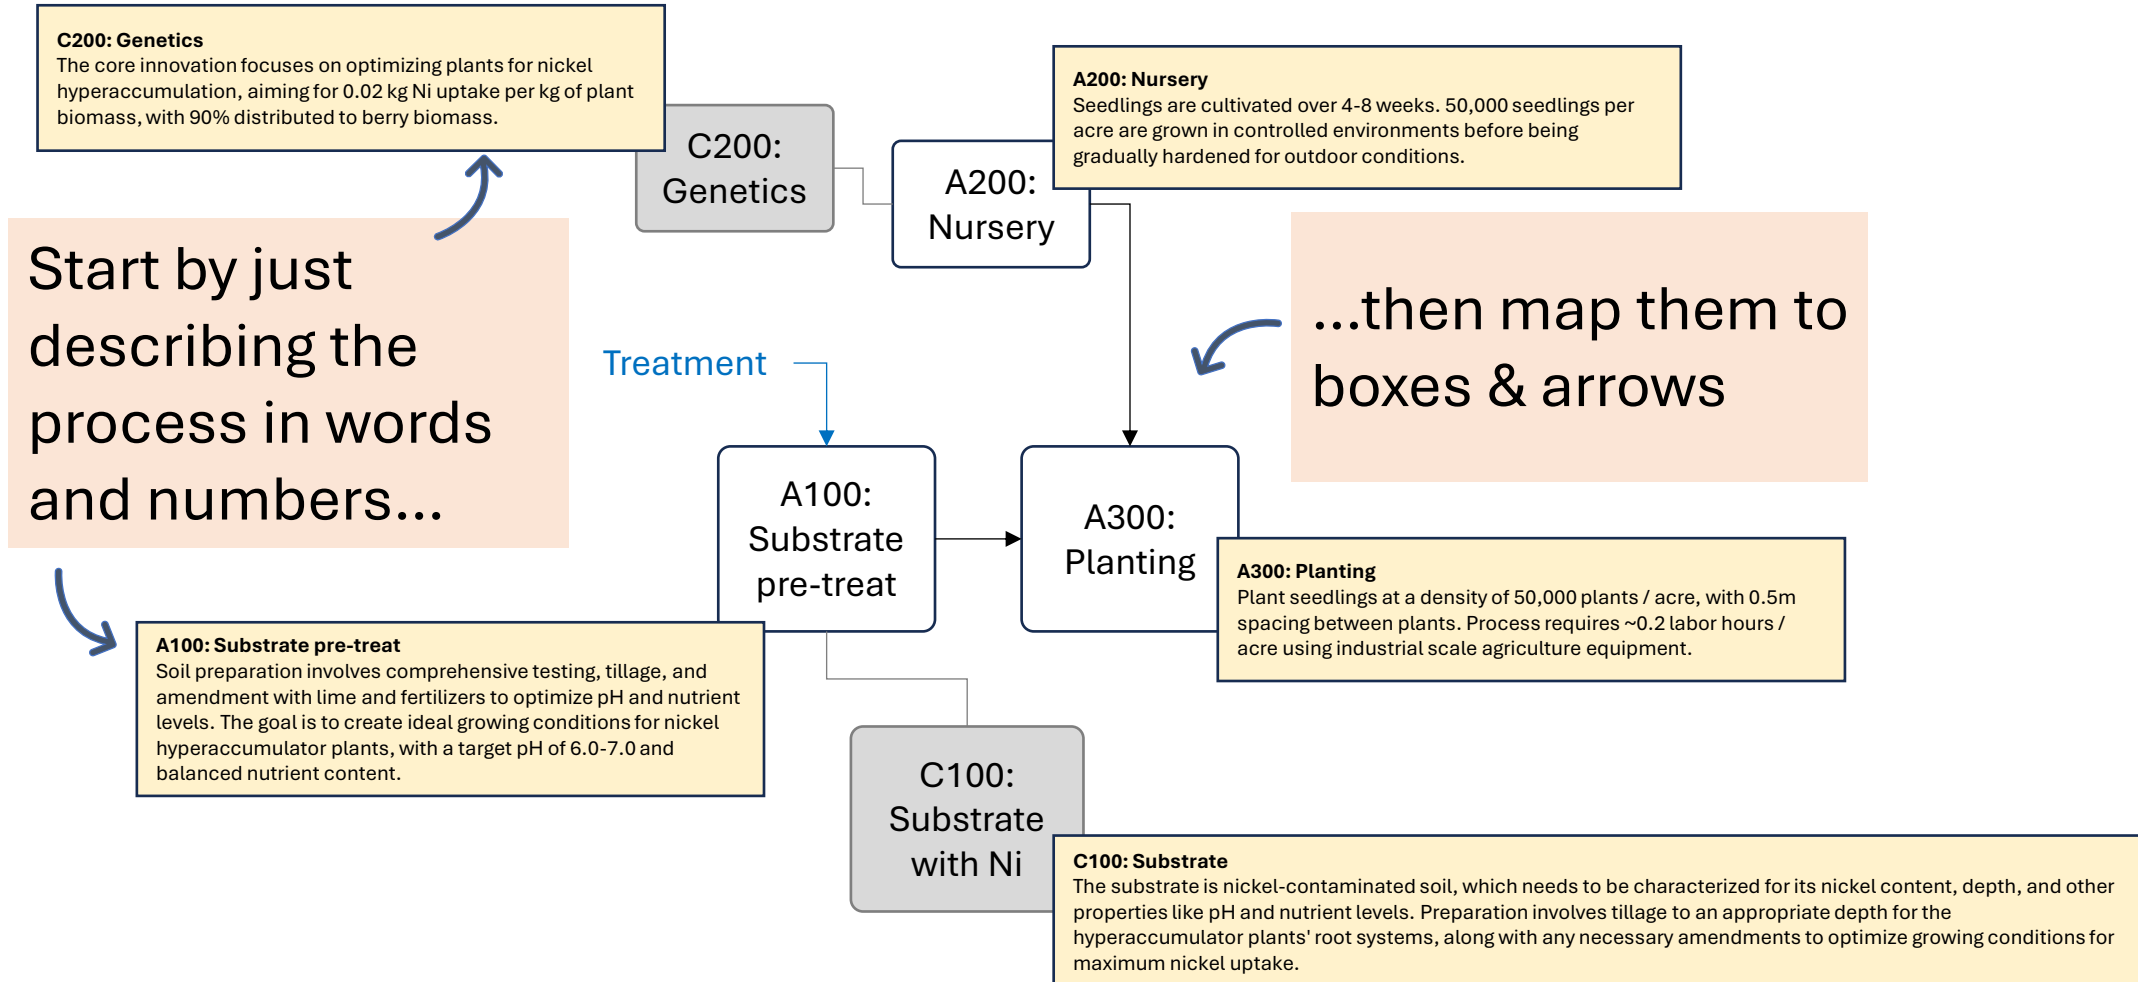 C200: Genetics
The core innovation focuses on optimizing plants for nickel
hyperaccumulation, aiming for 0.02 kg Ni uptake per kg of plant
biomass, with 90% distributed to berry biomass.
C200:
Genetics
A200: Nursery
Seedlings are cultivated over 4-8 weeks. 50,000 seedlings per
acre are grown in controlled environments before being
gradually hardened for outdoor conditions.
A200:
Nursery
Start by just
describing the
process in words
and numbers...
...then map them to
boxes & arrows
Treatment
A100:
Substrate
pre-treat
A300:
Planting
A300: Planting
Plant seedlings at a density of 50,000 plants / acre, with 0.5m
spacing between plants. Process requires ~0.2 labor hours /
acre using industrial scale agriculture equipment.
A100: Substrate pre-treat
Soil preparation involves comprehensive testing, tillage, and
amendment with lime and fertilizers to optimize pH and nutrient
levels. The goal is to create ideal growing conditions for nickel
hyperaccumulator plants, with a target pH of 6.0-7.0 and
balanced nutrient content.
C100:
Substrate
with Ni
C100: Substrate
The substrate is nickel-contaminated soil, which needs to be characterized for its nickel content, depth, and other
properties like pH and nutrient levels. Preparation involves tillage to an appropriate depth for the
hyperaccumulator plants' root systems, along with any necessary amendments to optimize growing conditions for
maximum nickel uptake.